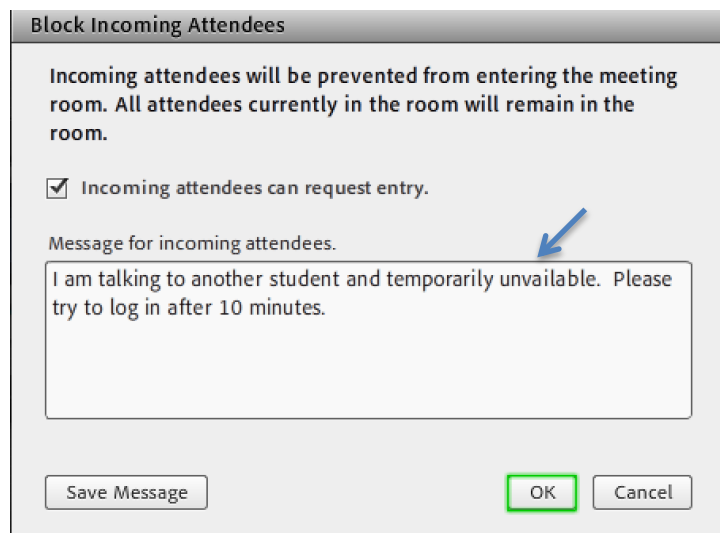 Block Incoming Attendees
Incoming attendees will be prevented from entering the meeting
room. All attendees currently in the room will remain in the
room.
Incoming attendees can request entry.
Message for incoming attendees.
I am talking to another student and temporarily unvailable.  Please
try to log in after 10 minutes.
Save Message
OK
Cancel